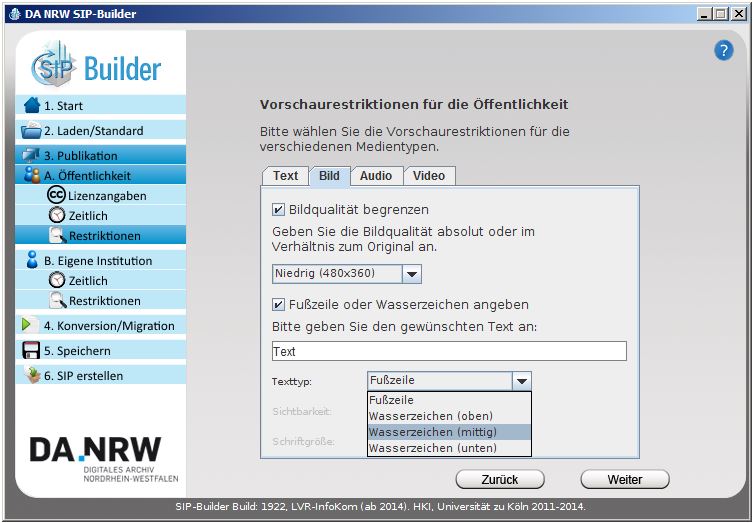 DA NRW SIP-Builder
SIP Builder
1. Start
2. Laden/Standard
3. Publikation
A. Öffentlichkeit
Lizenzangaben
Zeitlich
Restriktionen
B. Eigene Institution
Zeitlich
Restriktionen
4. Konversion/Migration
5. Speichern
6. SIP erstellen
DA.NRW
DIGITALES ARCHIV
NORDRHEIN-WESTFALEN
?
Vorschaurestriktionen für die Öffentlichkeit
Bitte wählen Sie die Vorschaurestriktionen für die
verschiedenen Medientypen.
Text Bild Audio Video
Bildqualität begrenzen
Geben Sie die Bildqualität absolut oder im
Verhältnis zum Original an.
Niedrig (480x360)
Fußzeile oder Wasserzeichen angeben
Bitte geben Sie den gewünschten Text an:
Text
Texttyp: Fußzeile
Fußzeile
Sichtbarkeit: Wasserzeichen (oben)
Wasserzeichen (mittig)
Schriftgröße: Wasserzeichen (unten)
Zurück Weiter
SIP-Builder Build: 1922, LVR-InfoKom (ab 2014). HKI, Universität zu Köln 2011-2014.